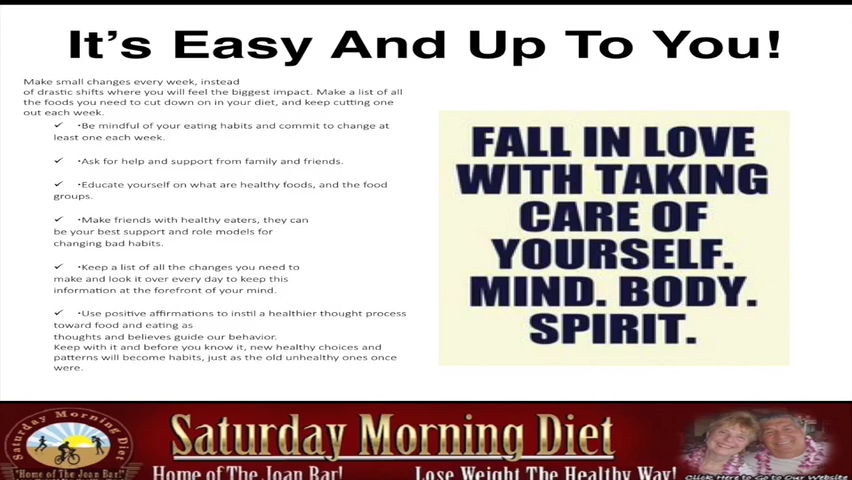 It's Easy And Up To You!
Make small changes every week, instead
of drastic shifts where you will feel the biggest impact. Make a list of all
the foods you need to cut down on in your diet, and keep cutting one
out each week.
✓ •Be mindful of your eating habits and commit to change at
least one each week.
✓ •Ask for help and support from family and friends.
✓ •Educate yourself on what are healthy foods, and the food
groups.
✓ •Make friends with healthy eaters, they can
be your best support and role models for
changing bad habits.
✓ •Keep a list of all the changes you need to
make and look it over every day to keep this
information at the forefront of your mind.
✓ •Use positive affirmations to instil a healthier thought process
toward food and eating as
thoughts and believes guide our behavior.
Keep with it and before you know it, new healthy choices and
patterns will become habits, just as the old unhealthy ones once
were.
FALL IN LOVE
WITH TAKING
CARE OF
YOURSELF.
MIND. BODY.
SPIRIT.
Saturday Morning Diet
"Home of The Joan Bar!"
Saturday Morning Diet
Home of The Joan Bar! Lose Weight The Healthy Way!
Click Here to Go to Our Website